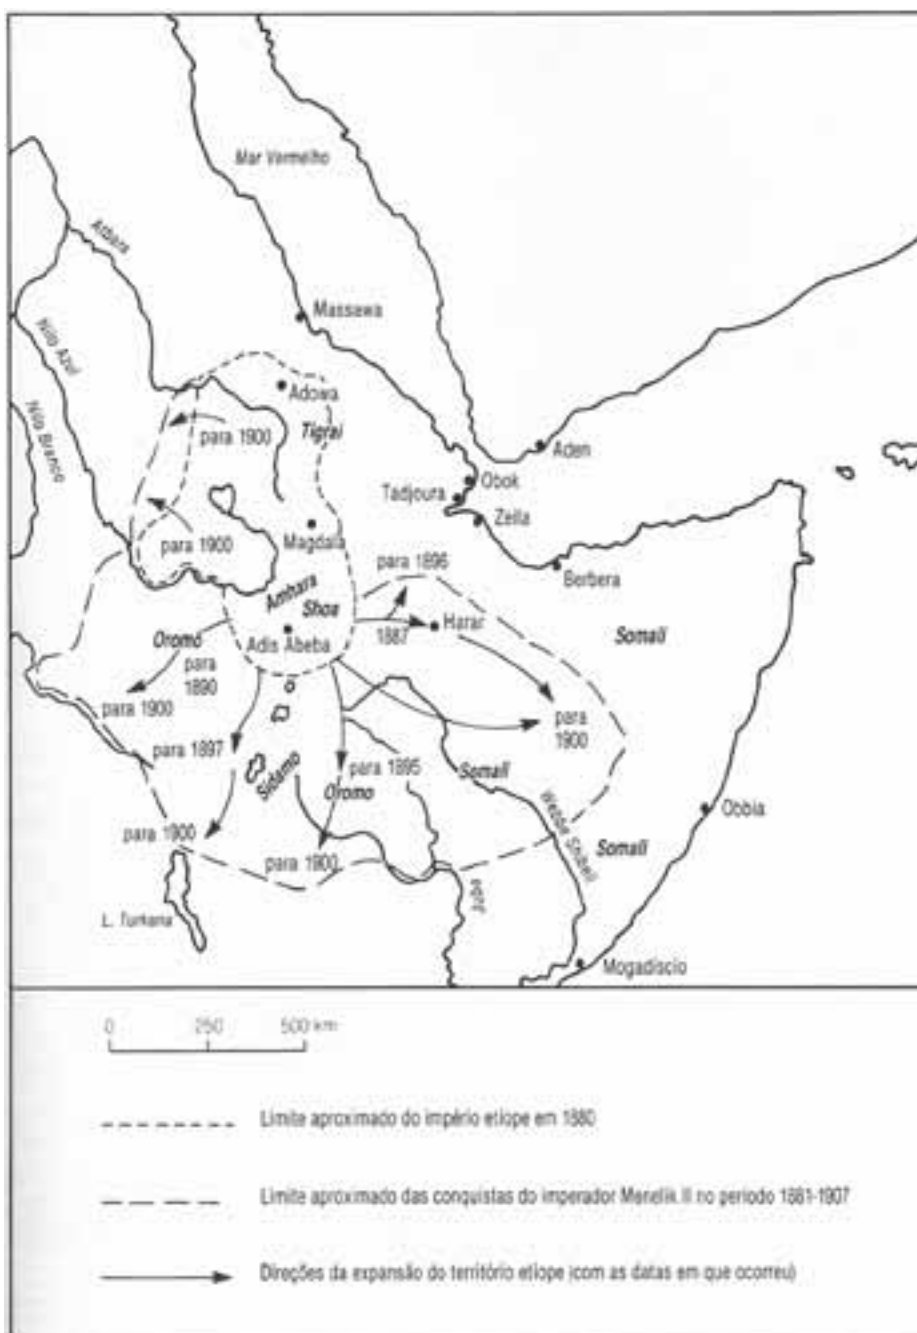 Mar Vermelho
Atbara
Massawa
Nilo Azul
Nilo Branco
Adowa
Tigrai
para 1900
Aden
Obok
Tadjoura
Zeila
para 1900
Magdala
para 1896
Berbera
Amhara
Shoa
Harar
1887
Somali
Oromo
Adis Abeba
para
1890
para 1900
para
1900
para 1897
para 1895
Sidamo
Oromo
Somali
Webbe Shibeli
Obbia
Somali
para 1900
para 1900
L. Turkana
Juba
Mogadiscio
0 250 500 km
Limite aproximado do império etíope em 1880
Limite aproximado das conquistas do imperador Menelik II no período 1881-1907
Direções da expansão do território etíope (com as datas em que ocorreu)